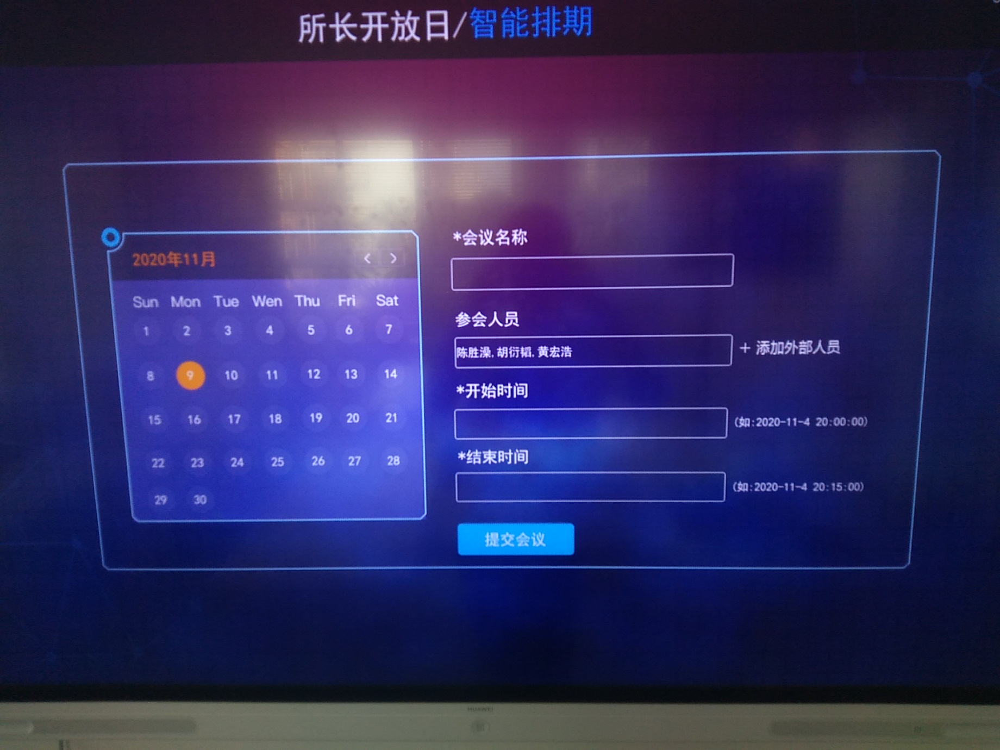 所长开放日/智能排期
2020年11月 < >
Sun Mon Tue Wen Thu Fri Sat
1 2 3 4 5 6 7
8 9 10 11 12 13 14
15 16 17 18 19 20 21
22 23 24 25 26 27 28
29 30
*会议名称
参会人员
陈胜澡,胡衍韬,黄宏浩
+ 添加外部人员
*开始时间
(如:2020-11-4 20:00:00)
*结束时间
(如:2020-11-4 20:15:00)
提交会议
HUAWEI